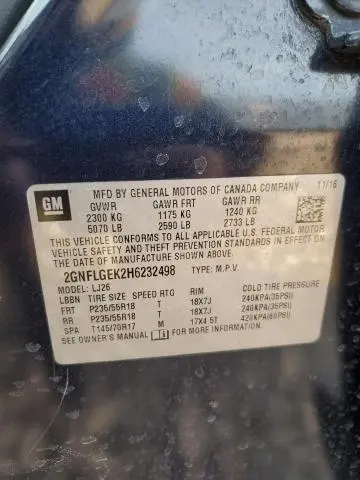 GM
MFD BY GENERAL MOTORS OF CANADA COMPANY 11/16
GVWR GAWR FRT GAWR RR
2300 KG 1175 KG 1240 KG
5070 LB 2590 LB 2733 LB
THIS VEHICLE CONFORMS TO ALL APPLICABLE U.S. FEDERAL MOTOR
VEHICLE SAFETY, AND THEFT PREVENTION STANDARDS IN EFFECT ON
THE DATE OF MANUFACTURE SHOWN ABOVE.
2GNFLGEK2H6232498 TYPE: M.P.V.
MODEL: LJ26
LBBN TIRE SIZE SPEED RTG RIM COLD TIRE PRESSURE
FRT P235/55R18 T 18X7J 240KPA(35PSI)
RR P235/55R18 T 18X7J 240KPA(35PSI)
SPA T145/70R17 M 17X4.5T 420KPA(60PSI)
SEE OWNER'S MANUAL FOR ADDITIONAL INFORMATION.